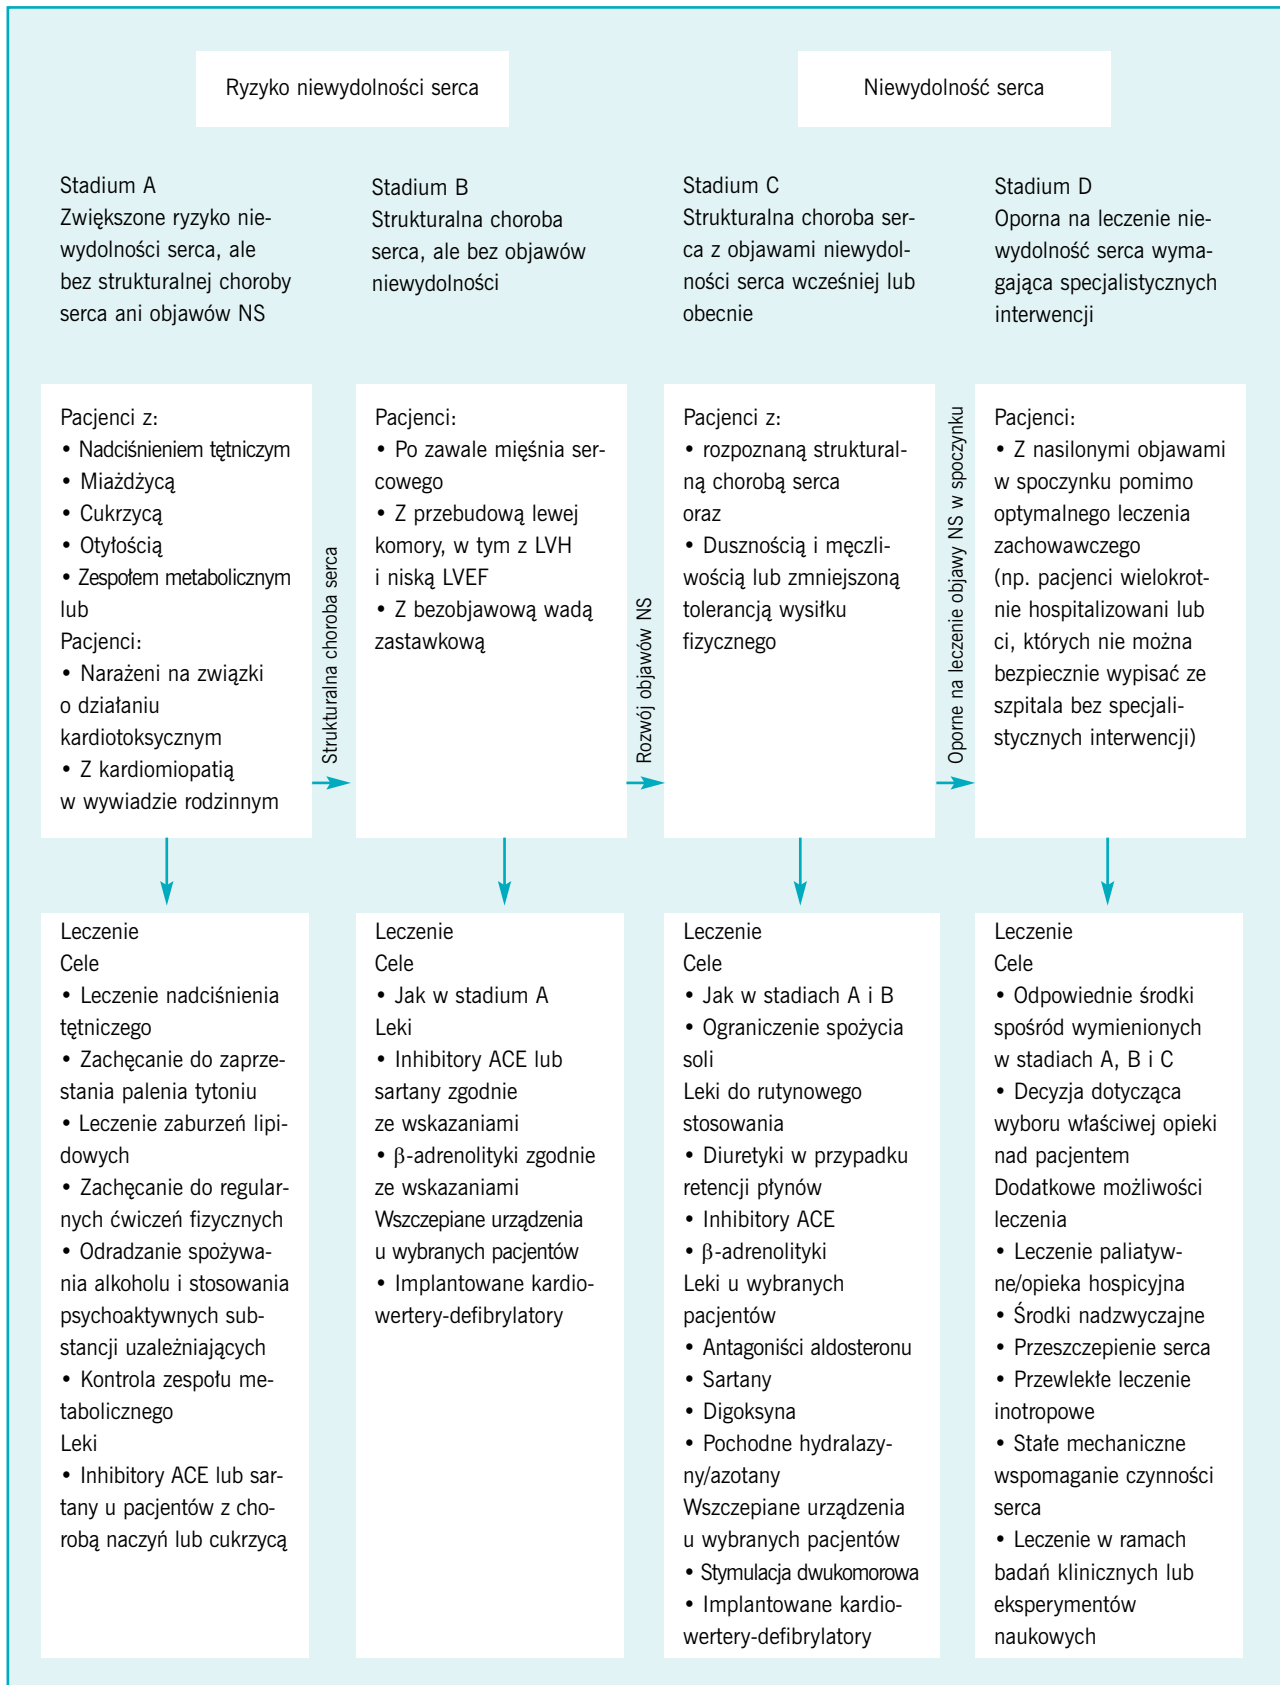 Ryzyko niewydolności serca
Niewydolność serca
Stadium A
Zwiększone ryzyko nie-
wydolności serca, ale
bez strukturalnej choroby
serca ani objawów NS
Stadium B
Strukturalna choroba
serca, ale bez objawów
niewydolności
Stadium C
Strukturalna choroba ser-
ca z objawami niewydol-
ności serca wcześniej lub
obecnie
Stadium D
Oporna na leczenie nie-
wydolność serca wyma-
gająca specjalistycznych
interwencji
Pacjenci z:
• Nadciśnieniem tętniczym
• Miażdżycą
• Cukrzycą
• Otyłością
• Zespołem metabolicznym
lub
Pacjenci:
• Narażeni na związki
o działaniu
kardiotoksycznym
• Z kardiomiopatią
w wywiadzie rodzinnym
Strukturalna choroba serca
Pacjenci:
• Po zawale mięśnia ser-
cowego
• Z przebudową lewej
komory, w tym z LVH
i niską LVEF
• Z bezobjawową wadą
zastawkową
Rozwój objawów NS
Pacjenci z:
• rozpoznaną struktural-
ną chorobą serca
oraz
• Dusznością i męczli-
wością lub zmniejszoną
tolerancją wysiłku
fizycznego
Oporne na leczenie objawy NS w spoczynku
Pacjenci:
• Z nasilonymi objawami
w spoczynku pomimo
optymalnego leczenia
zachowawczego
(np. pacjenci wielokrot-
nie hospitalizowani lub
ci, których nie można
bezpiecznie wypisać ze
szpitala bez specjali-
stycznych interwencji)
Leczenie
Cele
• Leczenie nadciśnienia
tętniczego
• Zachęcanie do zaprze-
stania palenia tytoniu
• Leczenie zaburzeń lipi-
dowych
• Zachęcanie do regular-
nych ćwiczeń fizycznych
• Odradzanie spożywa-
nia alkoholu i stosowania
psychoaktywnych sub-
stancji uzależniających
• Kontrola zespołu me-
tabolicznego
Leki
• Inhibitory ACE lub sar-
tany u pacjentów z cho-
robą naczyń lub cukrzycą
Leczenie
Cele
• Jak w stadium A
Leki
• Inhibitory ACE lub
sartany zgodnie
ze wskazaniami
• β-adrenolityki zgodnie
ze wskazaniami
Wszczepiane urządzenia
u wybranych pacjentów
• Implantowane kardio-
wertery-defibrylatory
Leczenie
Cele
• Jak w stadiach A i B
• Ograniczenie spożycia
soli
Leki do rutynowego
stosowania
• Diuretyki w przypadku
retencji płynów
• Inhibitory ACE
• β-adrenolityki
Leki u wybranych
pacjentów
• Antagoniści aldosteronu
• Sartany
• Digoksyna
• Pochodne hydralazy-
ny/azotany
Wszczepiane urządzenia
u wybranych pacjentów
• Stymulacja dwukomorowa
• Implantowane kardio-
wertery-defibrylatory
Leczenie
Cele
• Odpowiednie środki
spośród wymienionych
w stadiach A, B i C
• Decyzja dotycząca
wyboru właściwej opieki
nad pacjentem
Dodatkowe możliwości
leczenia
• Leczenie paliatyw-
ne/opieka hospicyjna
• Środki nadzwyczajne
• Przeszczepienie serca
• Przewlekłe leczenie
inotropowe
• Stałe mechaniczne
wspomaganie czynności
serca
• Leczenie w ramach
badań klinicznych lub
eksperymentów
naukowych